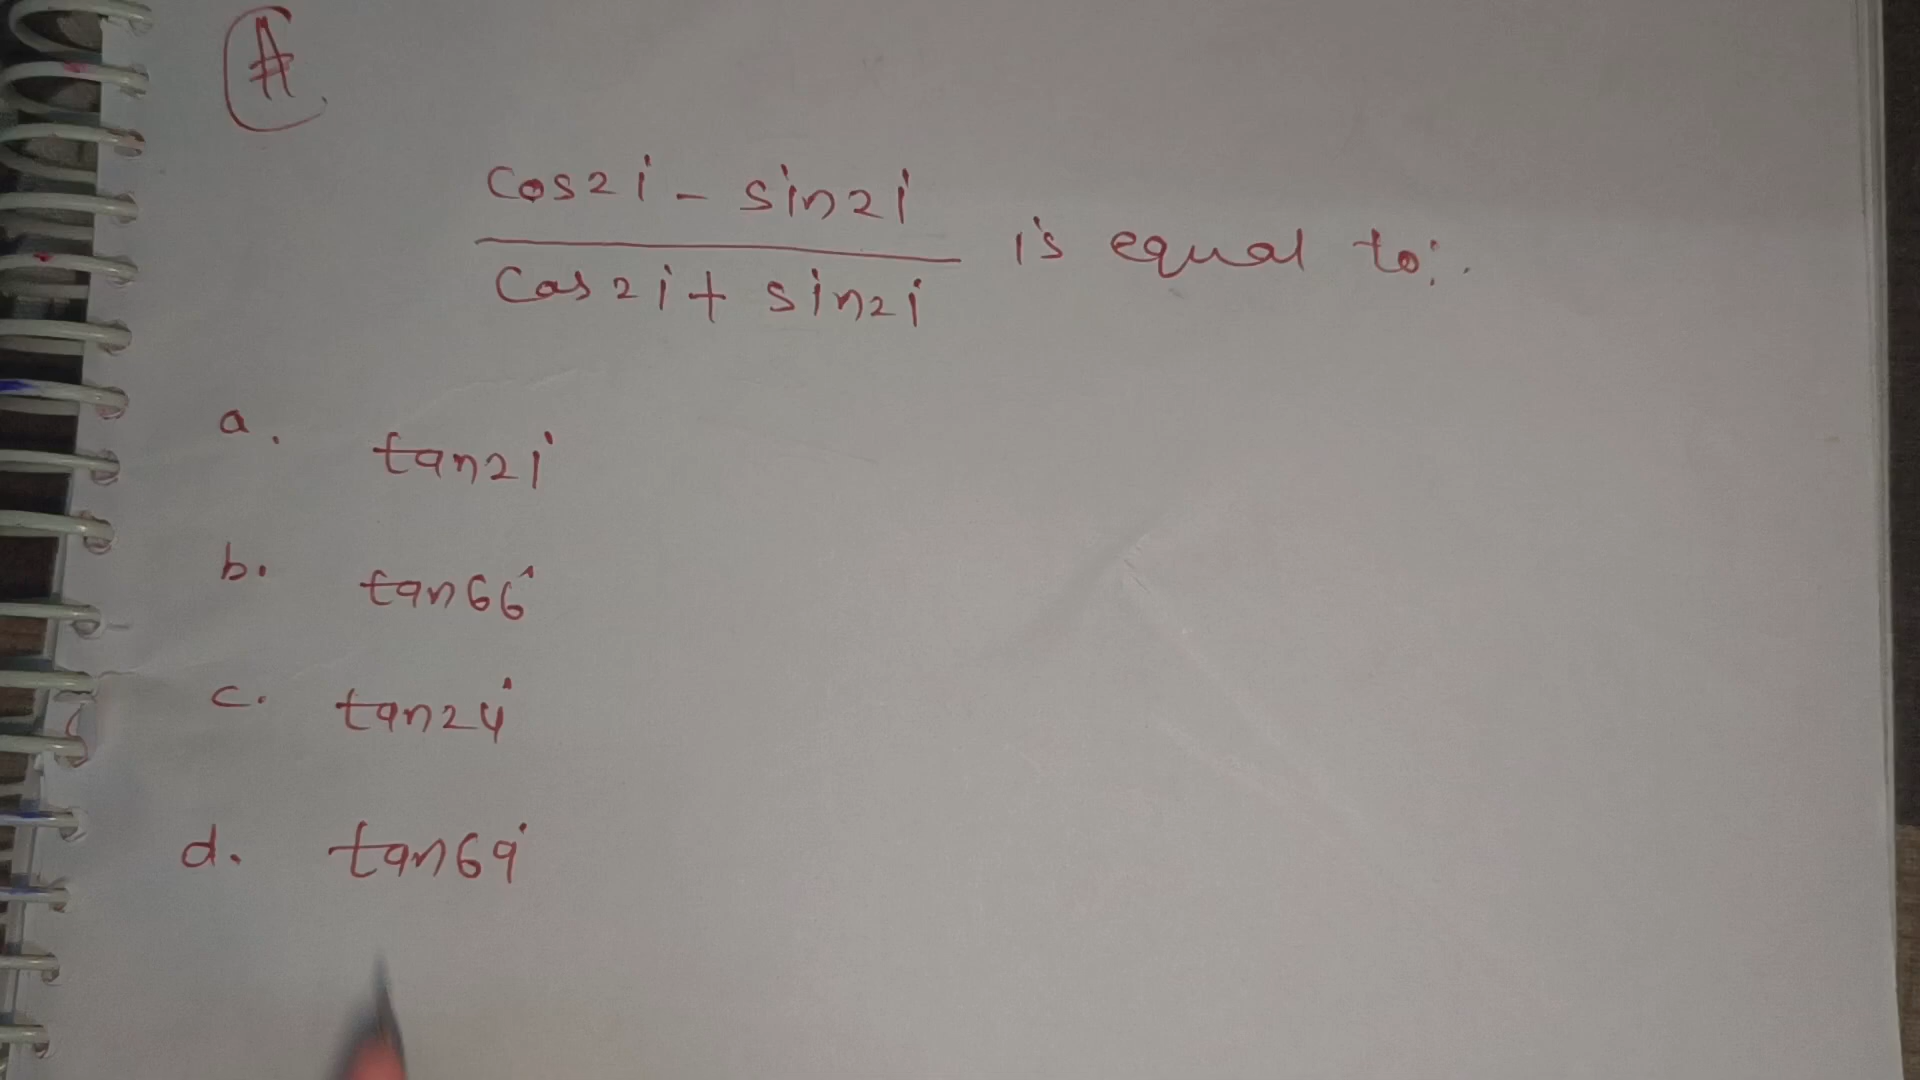 #
cos21° - sin21°
cos21° + sin21°
is equal to:.
a. tan21°
b. tan66°
c. tan24°
d. tan69°